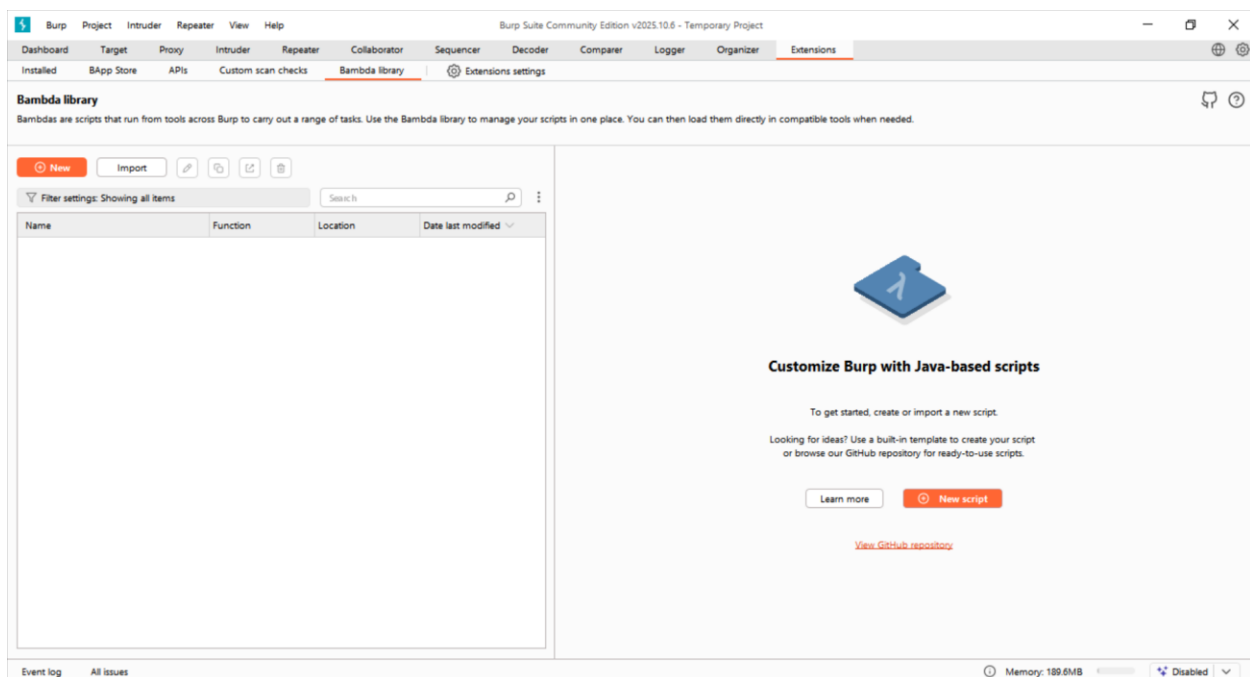 Burp Project Intruder Repeater View Help Burp Suite Community Edition v2025.10.6 - Temporary Project
Dashboard Target Proxy Intruder Repeater Collaborator Sequencer Decoder Comparer Logger Organizer Extensions
Installed BApp Store APIs Custom scan checks Bambda library Extensions settings
Bambda library
Bambdas are scripts that run from tools across Burp to carry out a range of tasks. Use the Bambda library to manage your scripts in one place. You can then load them directly in compatible tools when needed.
New Import
Filter settings: Showing all items Search
Name Function Location Date last modified
λ
Customize Burp with Java-based scripts
To get started, create or import a new script.
Looking for ideas? Use a built-in template to create your script
or browse our GitHub repository for ready-to-use scripts.
Learn more New script
View GitHub repository
Event log All issues Memory: 189.6MB Disabled